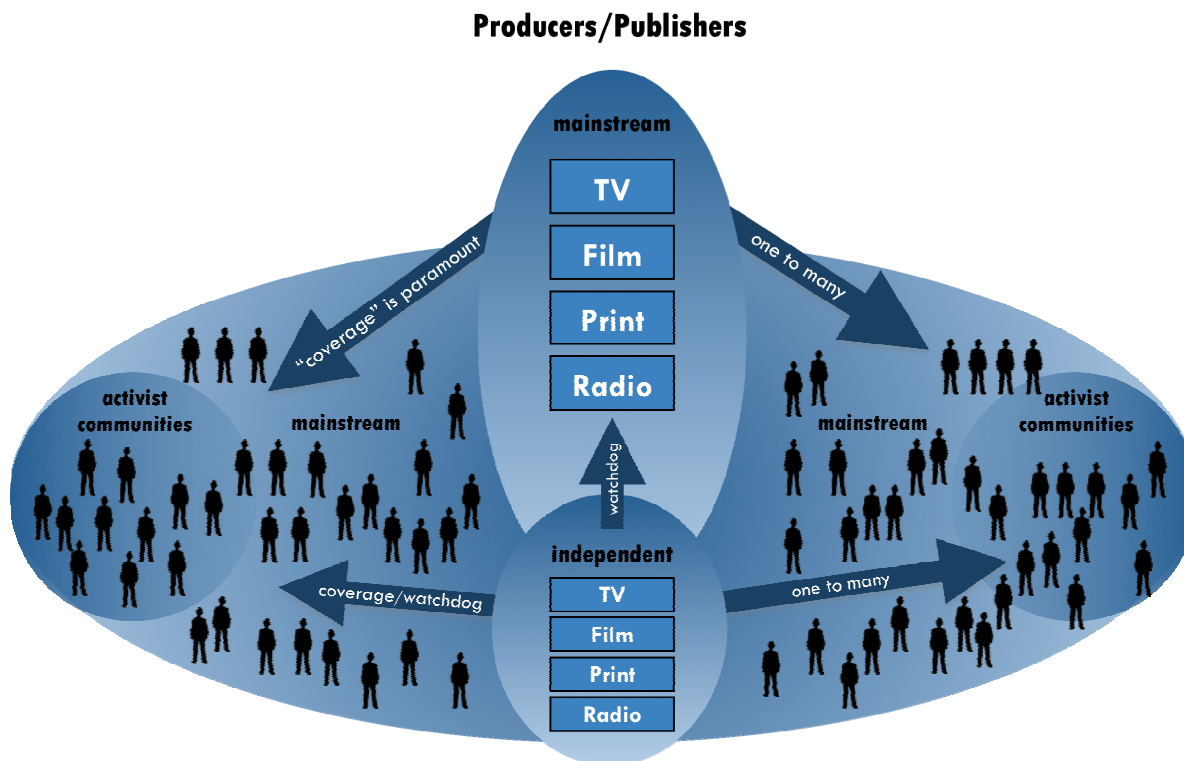 Producers/Publishers
mainstream
TV
Film
Print
Radio
"coverage" is paramount
one to many
activist
communities
mainstream
mainstream
activist
communities
watchdog
independent
TV
Film
Print
Radio
coverage/watchdog
one to many